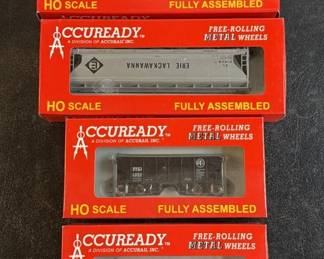 HO SCALE FULLY ASSEMBLED
ACCUREADY
A DIVISION OF ACCURAIL INC.
FREE-ROLLING
METAL WHEELS
ERIE LACKAWANNA
HO SCALE FULLY ASSEMBLED
ACCUREADY
A DIVISION OF ACCURAIL INC.
FREE-ROLLING
METAL WHEELS
HO SCALE FULLY ASSEMBLED
ACCUREADY
A DIVISION OF ACCURAIL INC.
FREE-ROLLING
METAL WHEELS